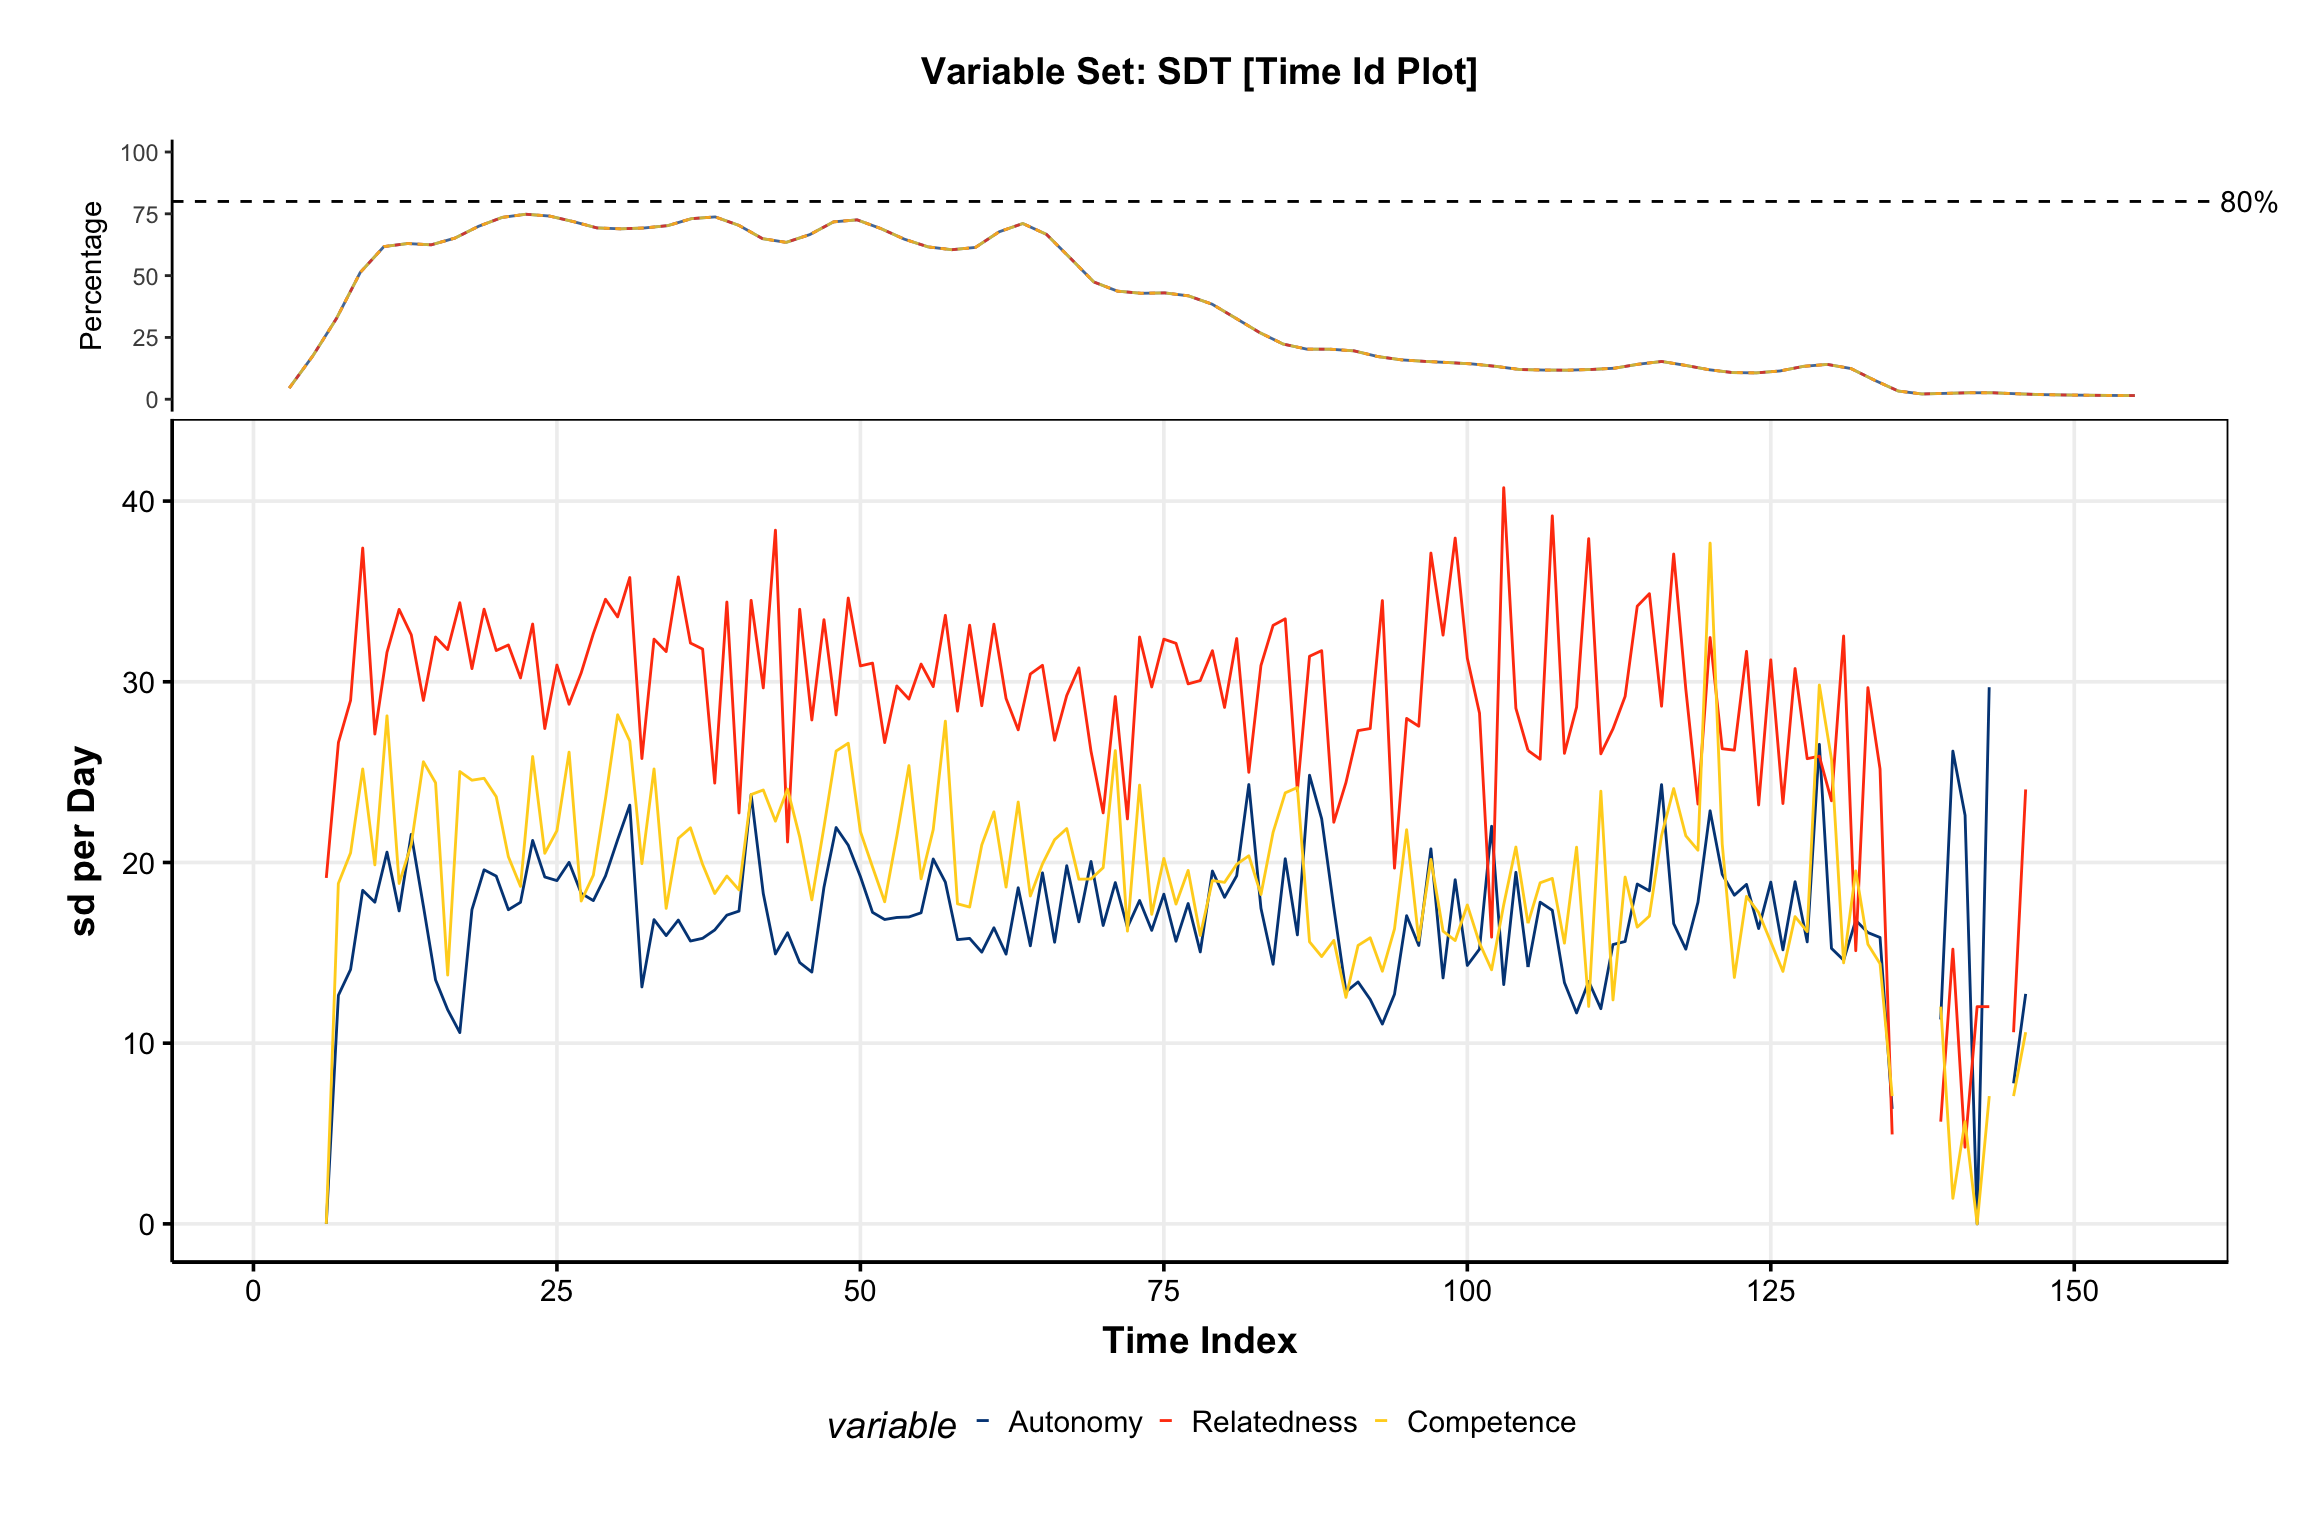 Variable Set: SDT [Time Id Plot]
100
75
50
25
0
Percentage
80%
40
30
20
10
0
sd per Day
0 25 50 75 100 125 150
Time Index
variable Autonomy Relatedness Competence